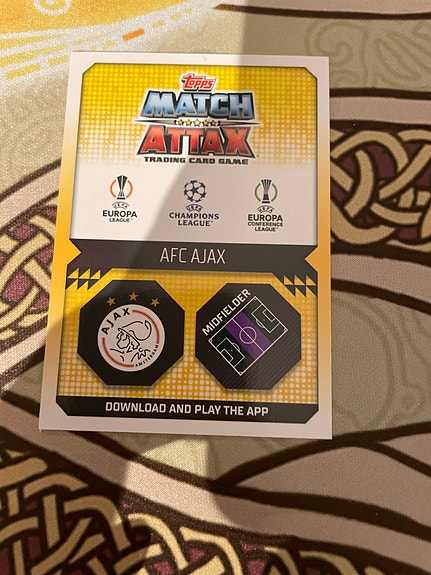 topps
MATCH
ATTAX
TRADING CARD GAME
UEFA
EUROPA
LEAGUE
UEFA
CHAMPIONS
LEAGUE
UEFA
EUROPA
CONFERENCE
LEAGUE
AFC AJAX
AJAX
AMSTERDAM
MIDFIELDER
DOWNLOAD AND PLAY THE APP